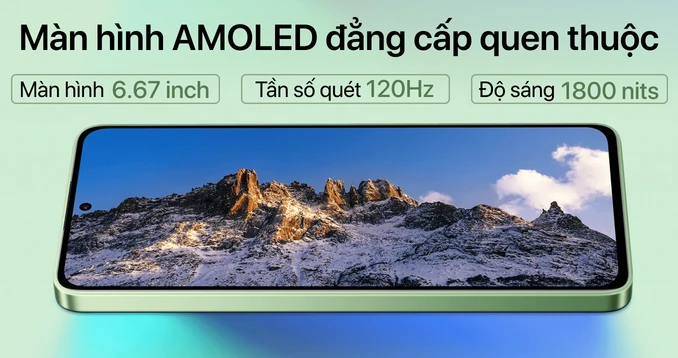 Màn hình AMOLED đẳng cấp quen thuộc
Màn hình 6.67 inch
Tần số quét 120Hz
Độ sáng 1800 nits